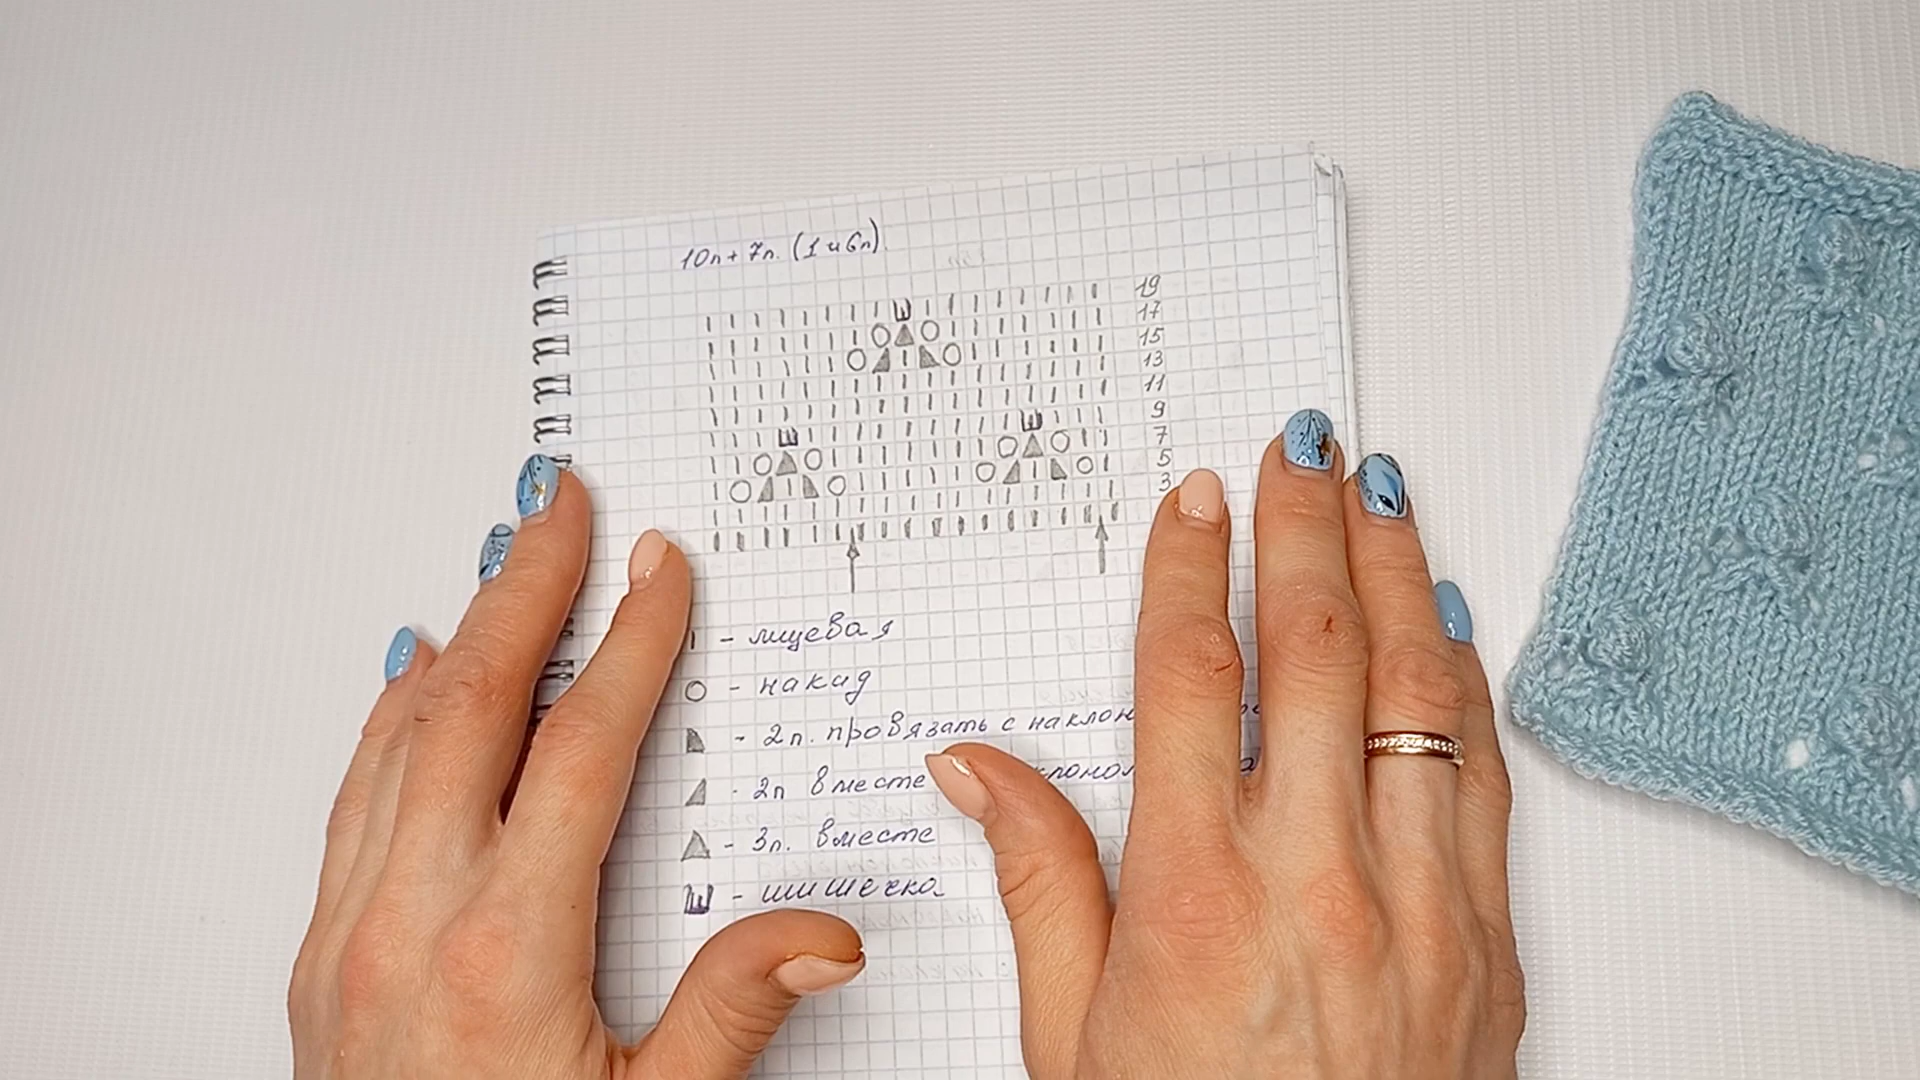 10п + 7п. (1 и 6п).
19
17
15
13
11
9
7
5
3
I - лицевая
O - накид
- 2п. провязать с наклон
- 2п вместе
- 3п. вместе
Ш - шишечка